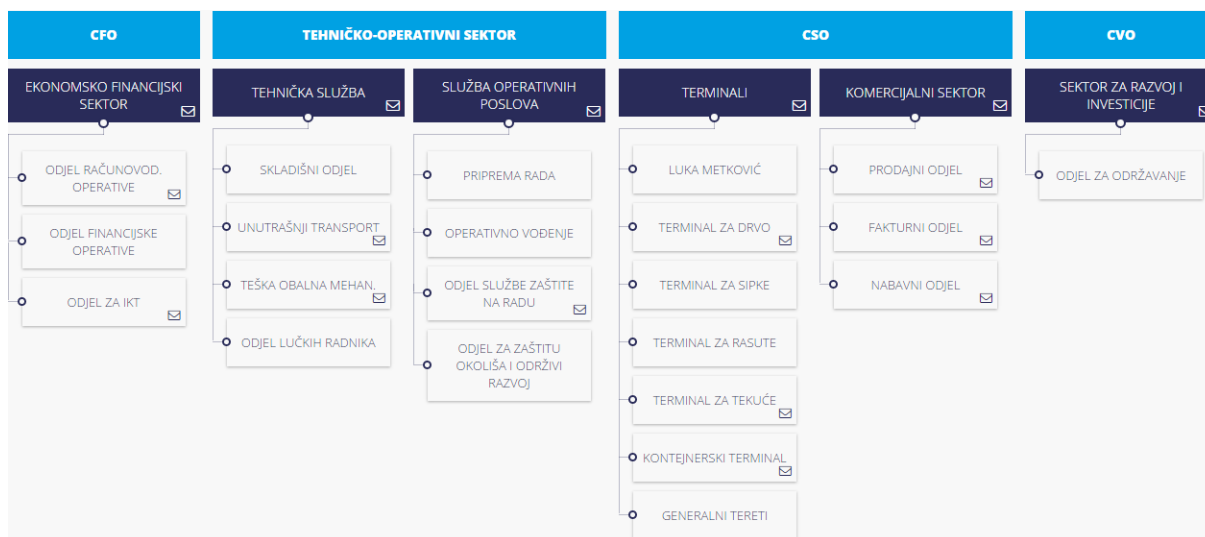 CFO
TEHNIČKO-OPERATIVNI SEKTOR
CSO
CVO
EKONOMSKO FINANCIJSKI
SEKTOR
TEHNIČKA SLUŽBA
SLUŽBA OPERATIVNIH
POSLOVA
TERMINALI
KOMERCIJALNI SEKTOR
SEKTOR ZA RAZVOJ I
INVESTICIJE
ODJEL RAČUNOVOD.
OPERATIVE
ODJEL FINANCIJSKE
OPERATIVE
ODJEL ZA IKT
SKLADIŠNI ODJEL
UNUTRAŠNJI TRANSPORT
TEŠKA OBALNA MEHAN.
ODJEL LUČKIH RADNIKA
PRIPREMA RADA
OPERATIVNO VOĐENJE
ODJEL SLUŽBE ZAŠTITE
NA RADU
ODJEL ZA ZAŠTITU
OKOLIŠA I ODRŽIVI
RAZVOJ
LUKA METKOVIĆ
TERMINAL ZA DRVO
TERMINAL ZA SIPKE
TERMINAL ZA RASUTE
TERMINAL ZA TEKUĆE
KONTEJNERSKI TERMINAL
GENERALNI TERETI
PRODAJNI ODJEL
FAKTURNI ODJEL
NABAVNI ODJEL
ODJEL ZA ODRŽAVANJE